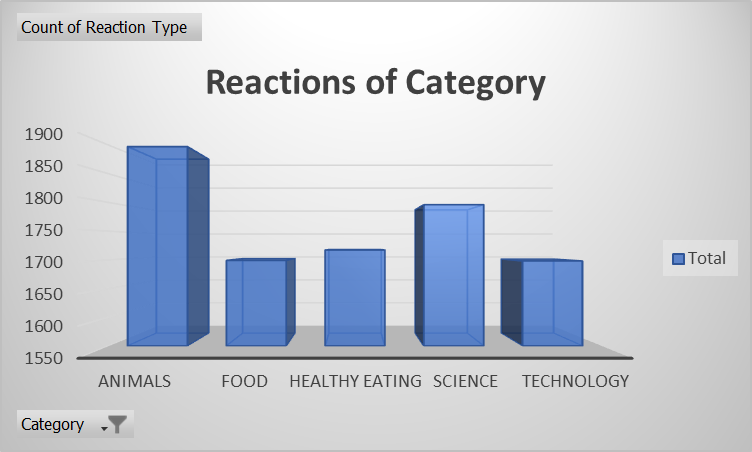 Count of Reaction Type
Reactions of Category
1900
1850
1800
1750
1700
1650
1600
1550
ANIMALS FOOD HEALTHY EATING SCIENCE TECHNOLOGY
Total
Category